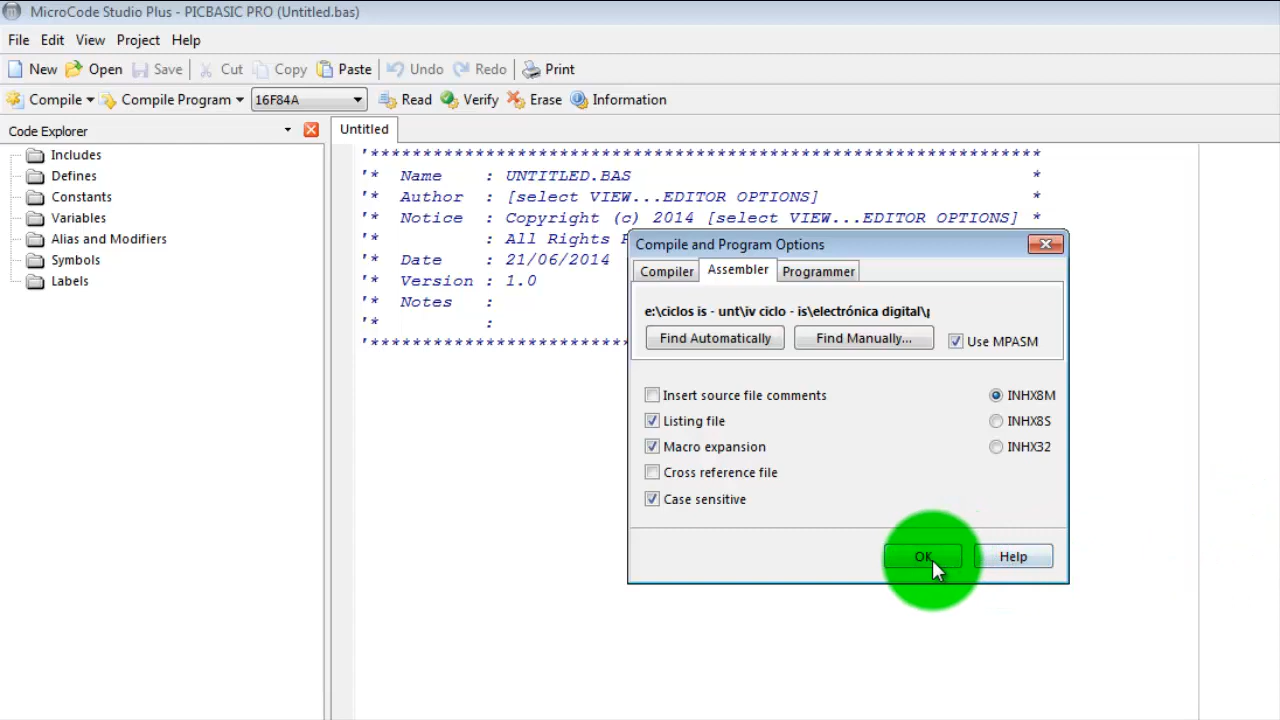 MicroCode Studio Plus - PICBASIC PRO (Untitled.bas)
File Edit View Project Help
New Open Save Cut Copy Paste Undo Redo Print
Compile Compile Program 16F84A Read Verify Erase Information
Code Explorer
Includes
Defines
Constants
Variables
Alias and Modifiers
Symbols
Labels
Untitled
'****************************************************************
'* Name : UNTITLED.BAS *
'* Author : [select VIEW...EDITOR OPTIONS] *
'* Notice : Copyright (c) 2014 [select VIEW...EDITOR OPTIONS] *
'* : All Rights
'* Date : 21/06/2014
'* Version : 1.0
'* Notes :
'* :
'**************************
Compile and Program Options
Compiler Assembler Programmer
e:\ciclos is - unt\iv ciclo - is\electrónica digital\
Find Automatically Find Manually... Use MPASM
Insert source file comments
Listing file
Macro expansion
Cross reference file
Case sensitive
INHX8M
INHX8S
INHX32
OK Help